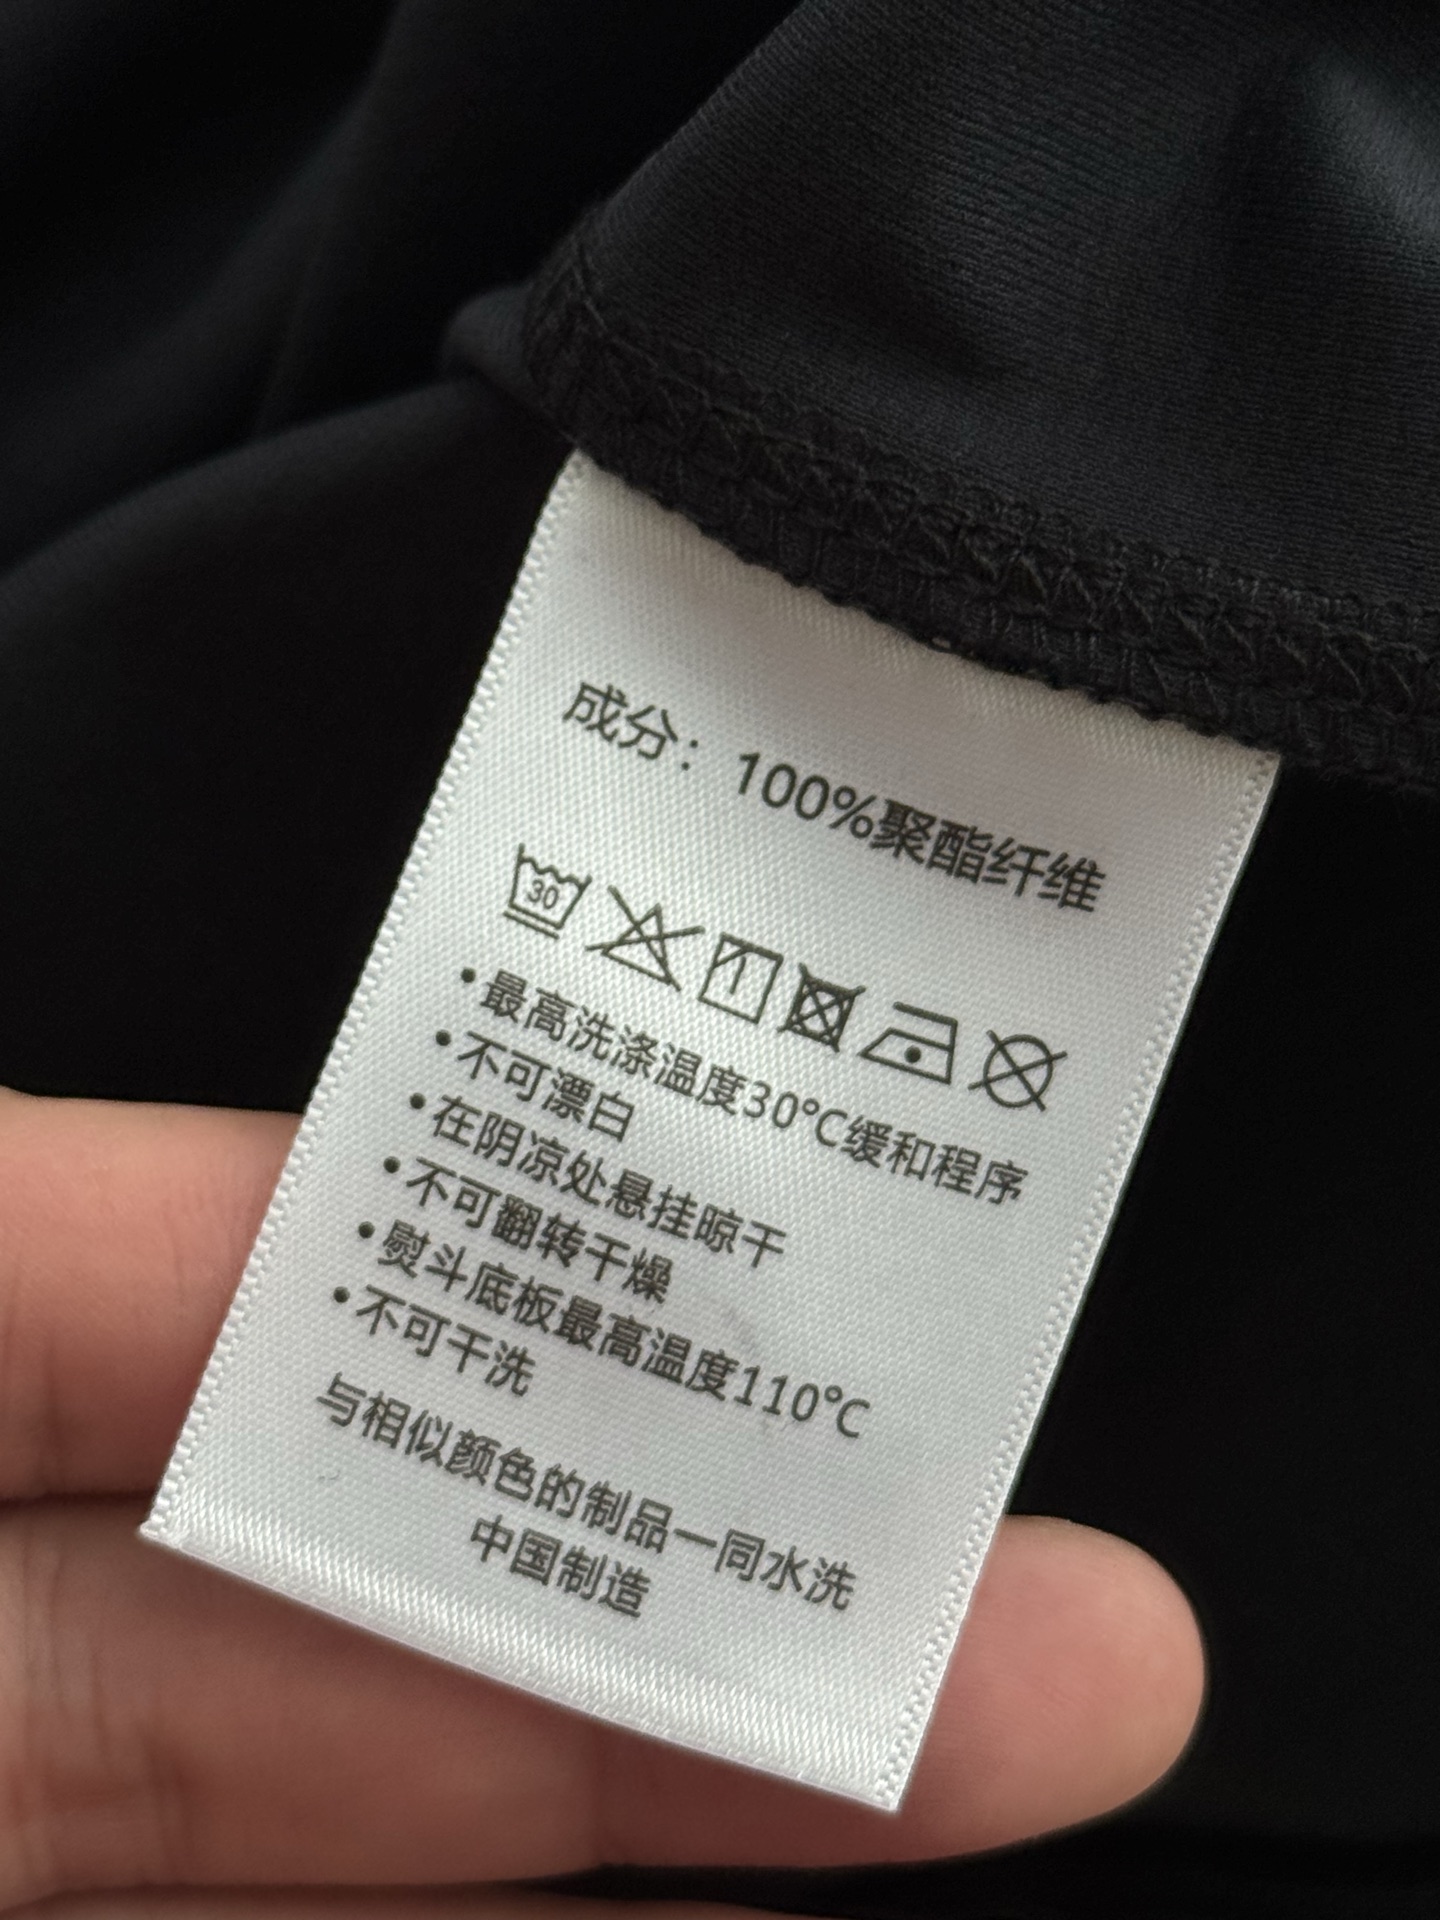 成分：100%聚酯纤维
30
•最高洗涤温度30℃缓和程序
•不可漂白
•在阴凉处悬挂晾干
•不可翻转干燥
•熨斗底板最高温度110℃
•不可干洗
与相似颜色的制品一同水洗
中国制造